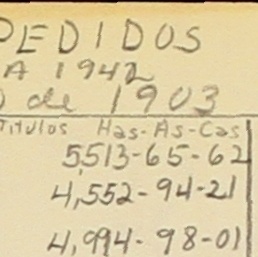 PEDIDOS
A 1942
de 1903
Titulos Has-As-Cas
5,513-65-62
4,552-94-21
4,994-98-01